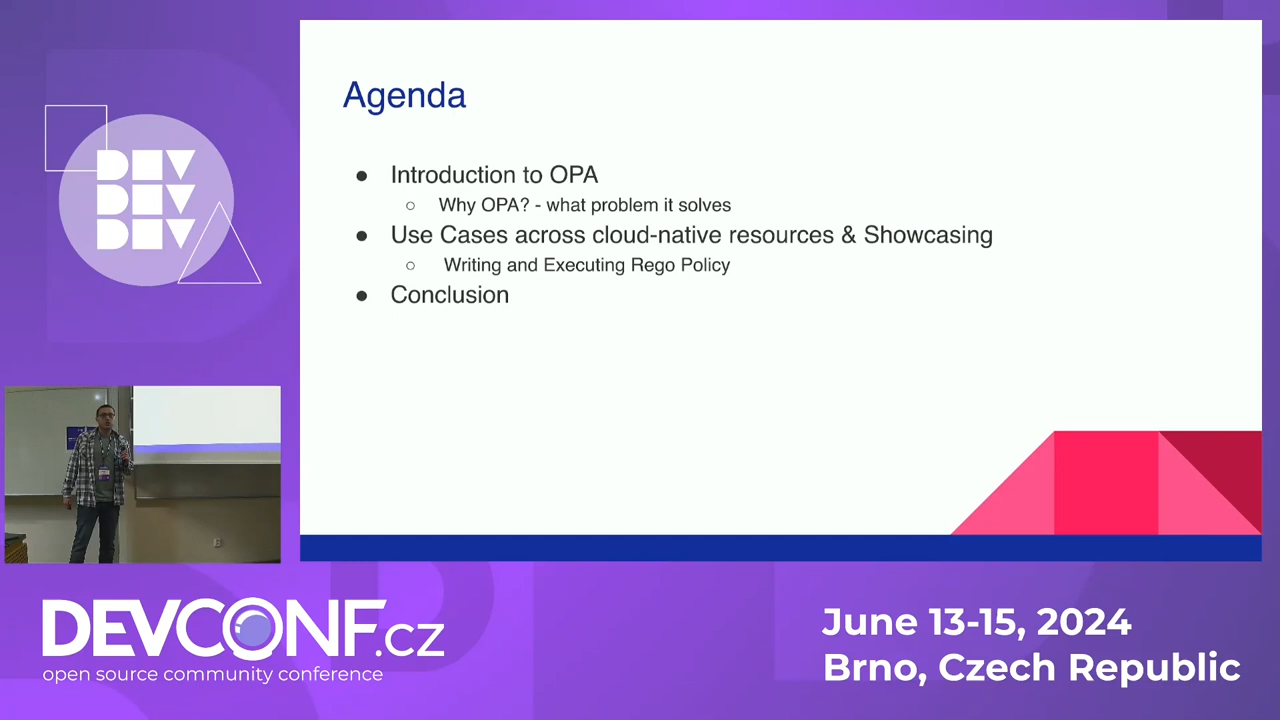 DEV
DEV
DEV
Agenda
● Introduction to OPA
○ Why OPA? - what problem it solves
● Use Cases across cloud-native resources & Showcasing
○ Writing and Executing Rego Policy
● Conclusion
DEVCONF.cz
open source community conference
June 13-15, 2024
Brno, Czech Republic